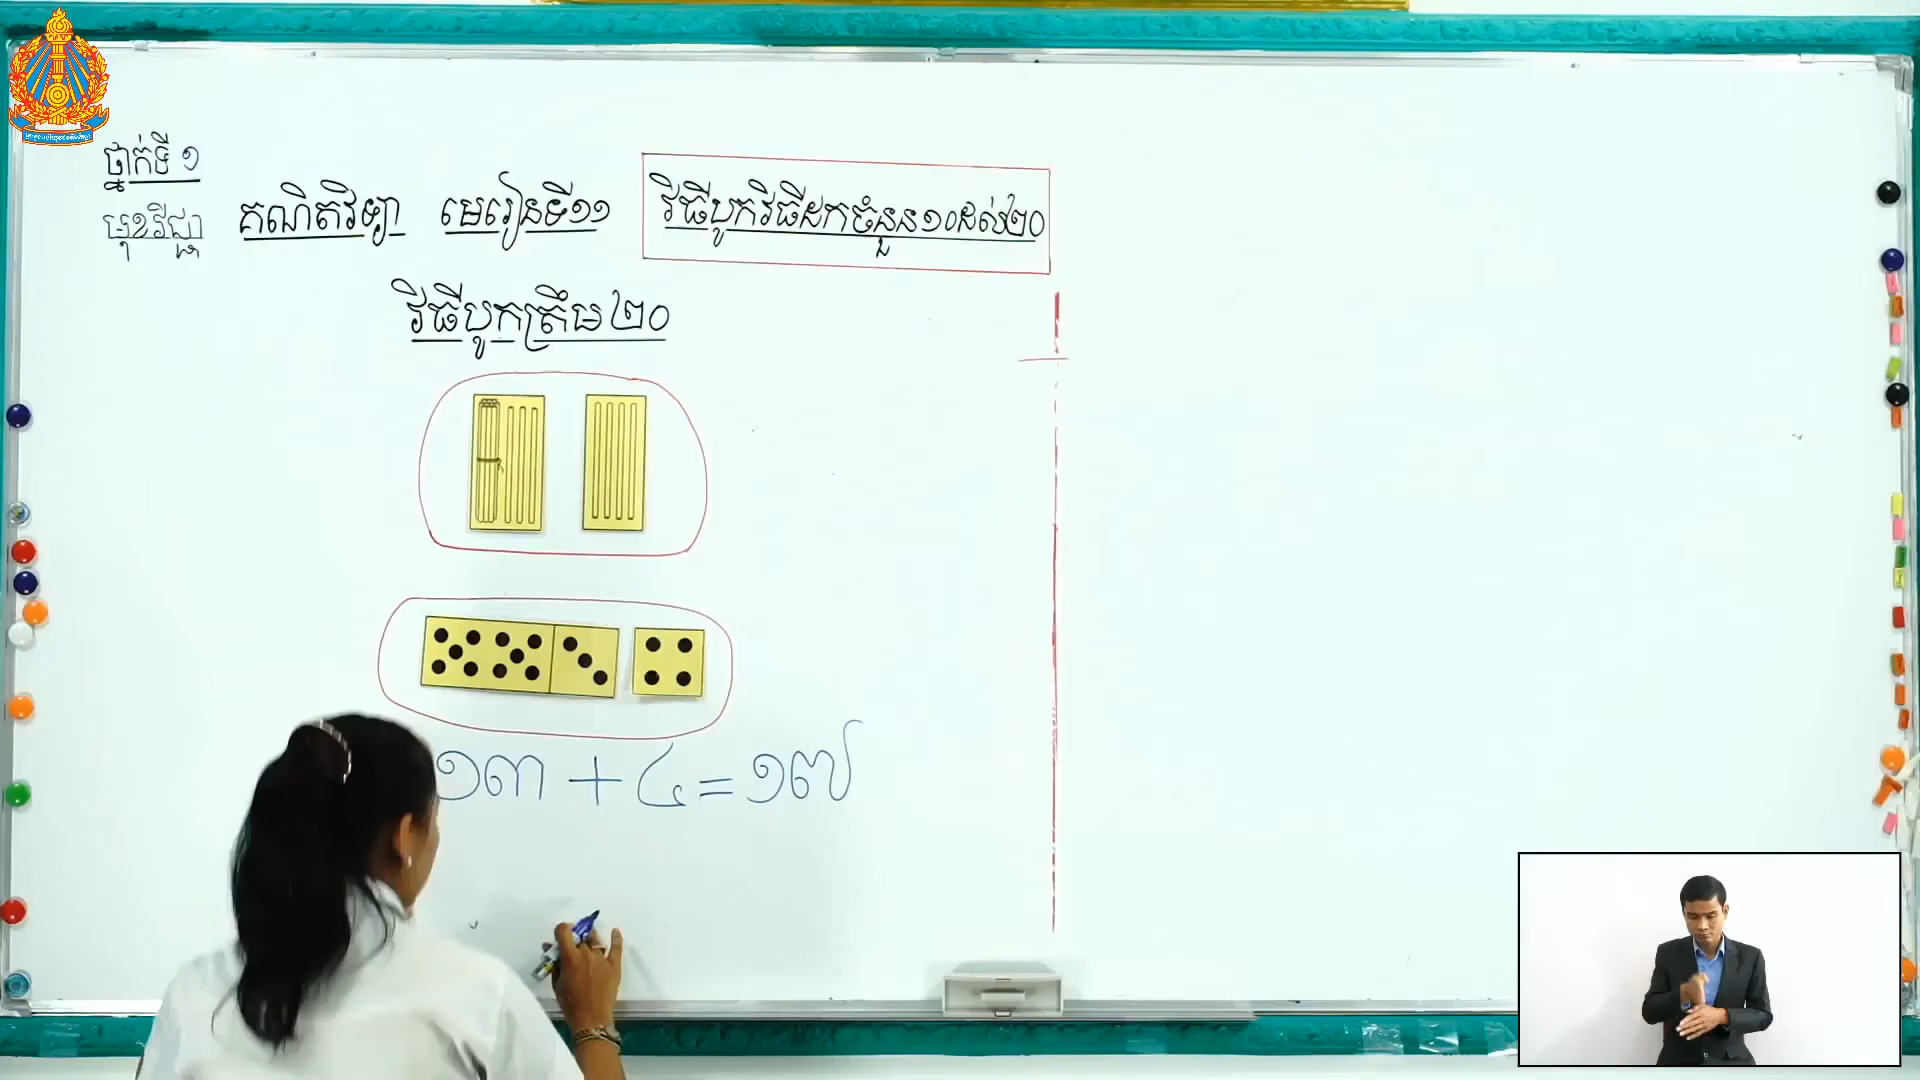 ថ្នាក់ទី ១
មុខវិជ្ជា គណិតវិទ្យា មេរៀនទី១១ វិធីបូកវិធីដកចំនួន១០ដល់២០
វិធីបូកត្រឹម២០
១៣ + ៤ = ១៧